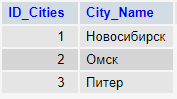 ID_Cities City_Name
1 Новосибирск
2 Омск
3 Питер